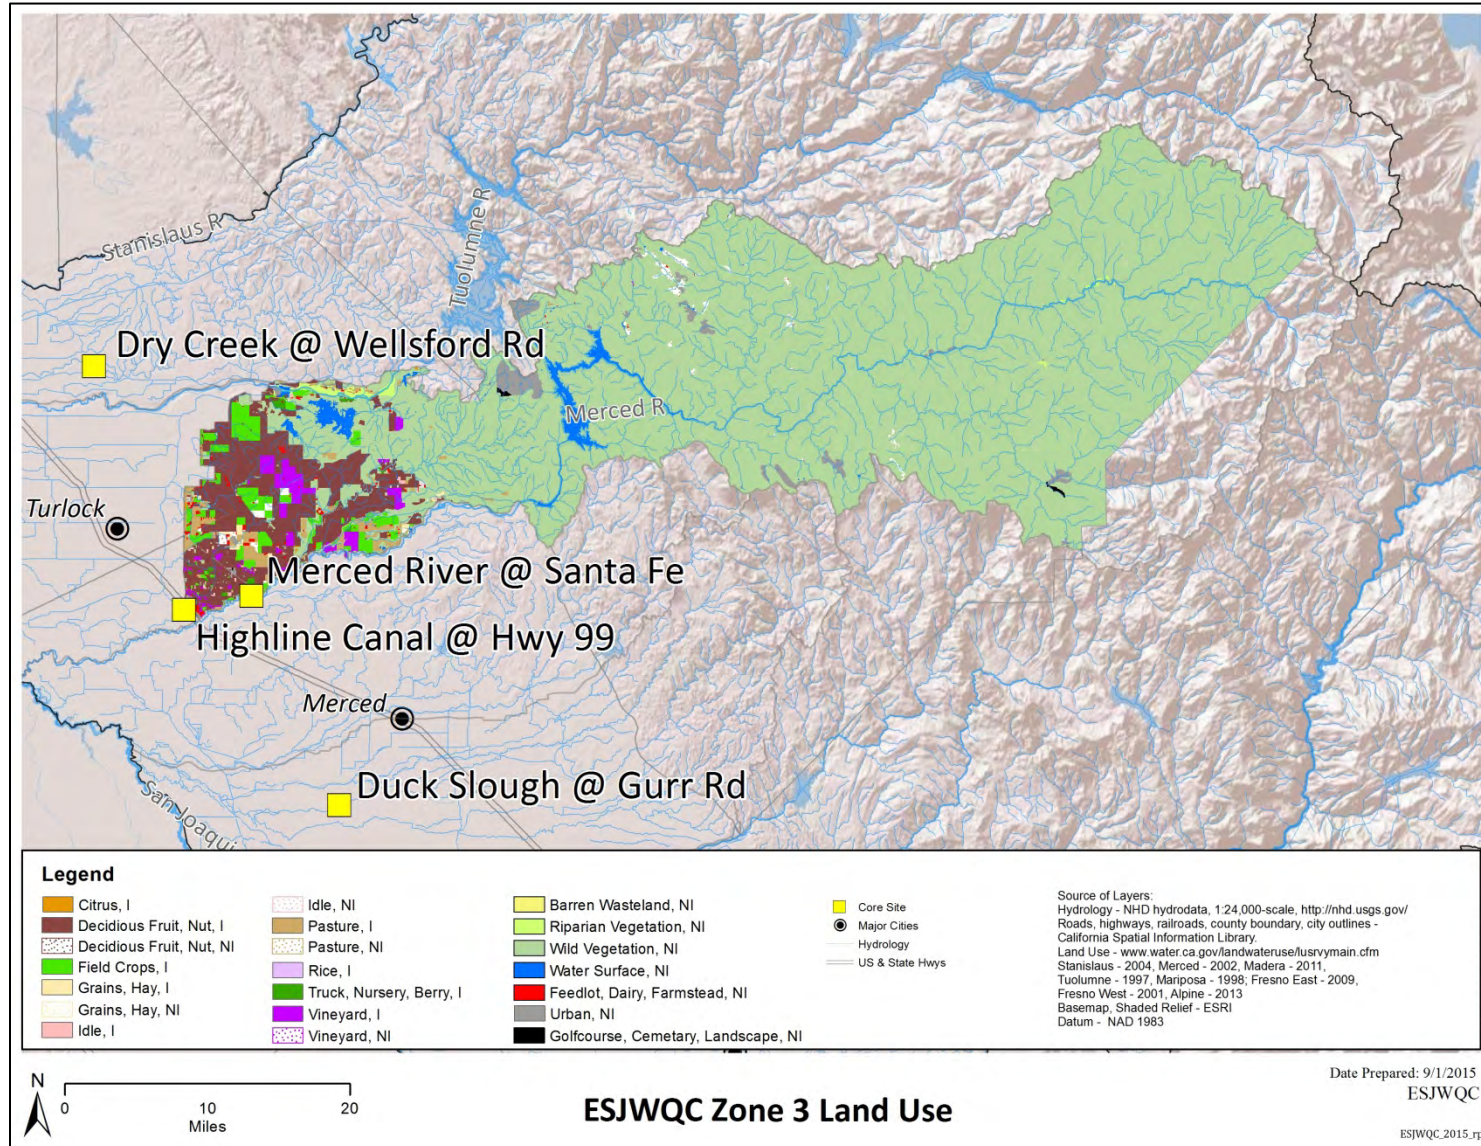 Stanislaus R
Tuolumne R
Dry Creek @ Wellsford Rd
Merced R
Turlock
Merced River @ Santa Fe
Highline Canal @ Hwy 99
Merced
Duck Slough @ Gurr Rd
San Joaqui
Legend
Citrus, I
Decidious Fruit, Nut, I
Decidious Fruit, Nut, NI
Field Crops, I
Grains, Hay, I
Grains, Hay, NI
Idle, I
Idle, NI
Pasture, I
Pasture, NI
Rice, I
Truck, Nursery, Berry, I
Vineyard, I
Vineyard, NI
Barren Wasteland, NI
Riparian Vegetation, NI
Wild Vegetation, NI
Water Surface, NI
Feedlot, Dairy, Farmstead, NI
Urban, NI
Golfcourse, Cemetary, Landscape, NI
Core Site
Major Cities
Hydrology
US & State Hwys
Source of Layers:
Hydrology - NHD hydrodata, 1:24,000-scale, http://nhd.usgs.gov/
Roads, highways, railroads, county boundary, city outlines -
California Spatial Information Library.
Land Use - www.water.ca.gov/landwateruse/lusrvymain.cfm
Stanislaus - 2004, Merced - 2002, Madera - 2011,
Tuolumne - 1997, Mariposa - 1998; Fresno East - 2009,
Fresno West - 2001, Alpine - 2013
Basemap, Shaded Relief - ESRI
Datum - NAD 1983
N
0 10 20
Miles
ESJWQC Zone 3 Land Use
Date Prepared: 9/1/2015
ESJWQC
ESJWQC_2015_rp